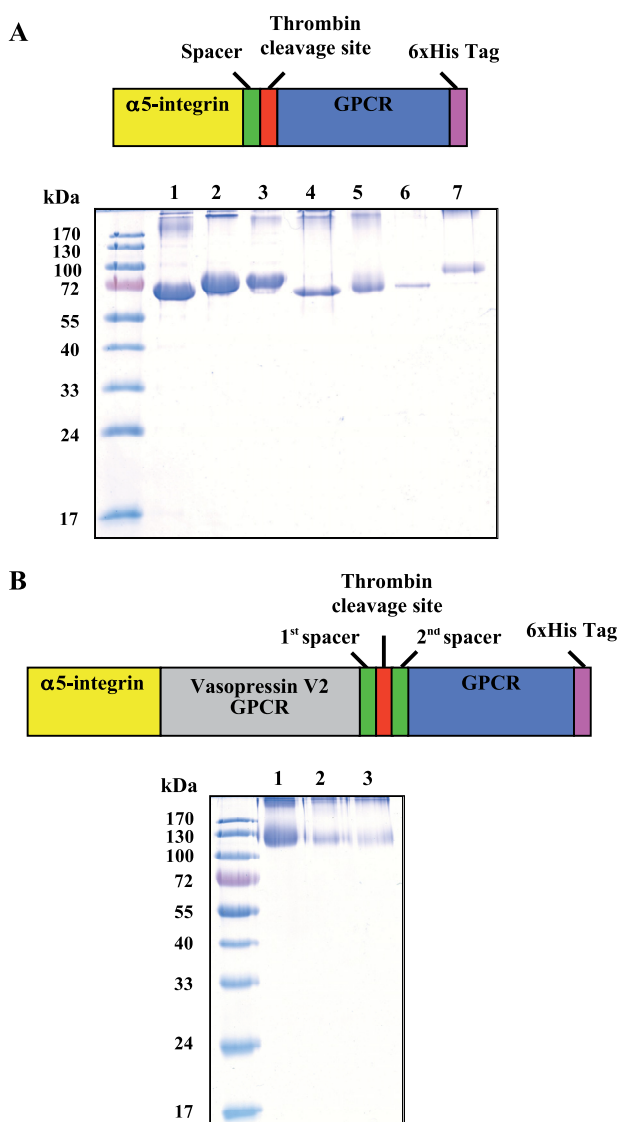 A
Thrombin
cleavage site
Spacer
6xHis Tag
α5-integrin
GPCR
kDa
1 2 3 4 5 6 7
170
130
100
72
55
40
33
24
17
B
Thrombin
cleavage site
1st spacer
2nd spacer
6xHis Tag
α5-integrin
Vasopressin V2
GPCR
GPCR
kDa
1 2 3
170
130
100
72
55
40
33
24
17